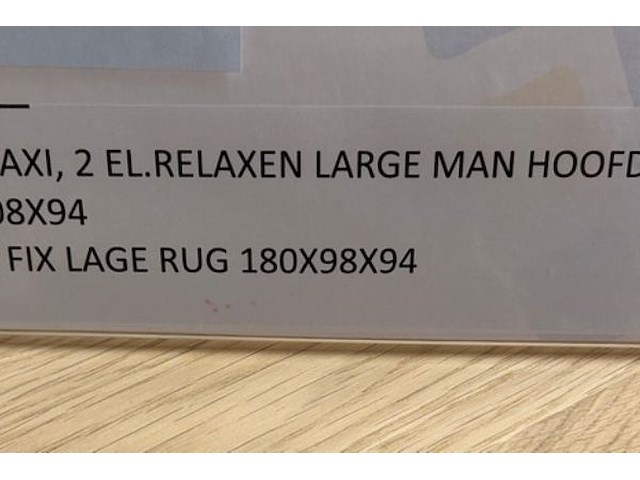 AXI, 2 EL.RELAXEN LARGE MAN HOOFD
98X94
FIX LAGE RUG 180X98X94